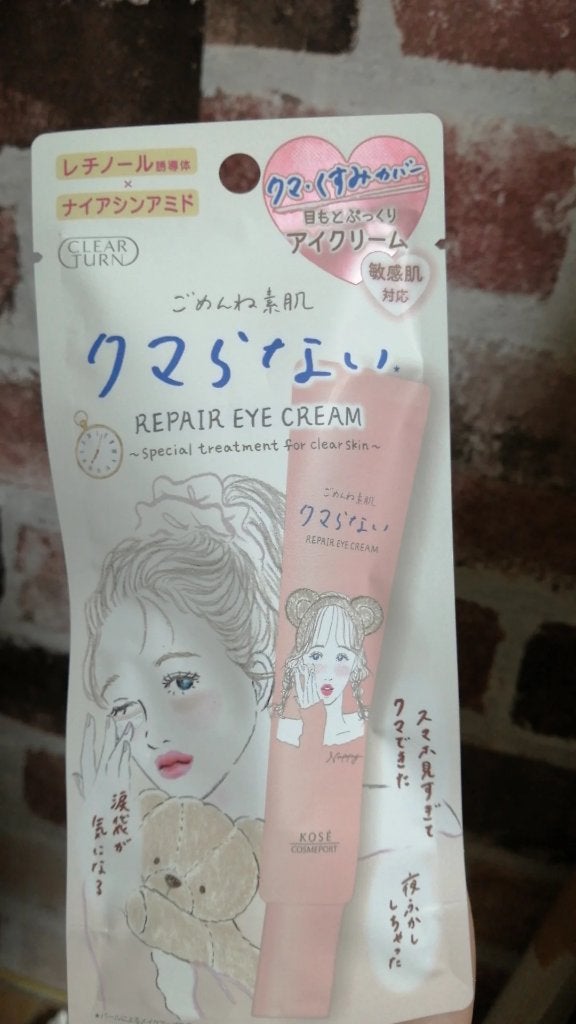 レチノール誘導体
×
ナイアシンアミド
CLEAR
TURN
クマ・くすみカバー
目もとぷっくり
アイクリーム
敏感肌
対応
ごめんね素肌
クマらない*
REPAIR EYE CREAM
~special treatment for clear skin~
ごめんね素肌
クマらない
REPAIR EYE CREAM
KOSÉ
COSMEPORT
スマホ見すぎて
クマできた
涙袋が
気になる
夜ふかし
しちゃった